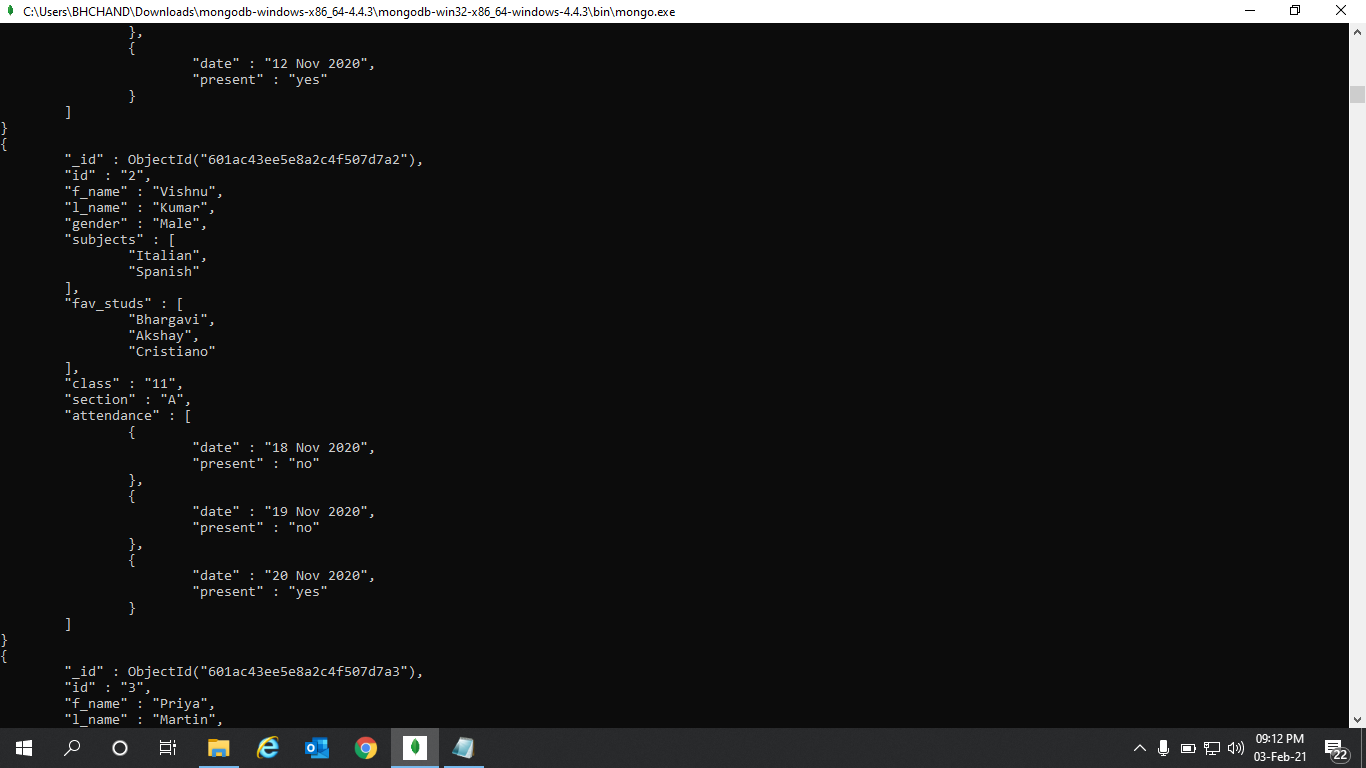 C:\Users\BHCHAND\Downloads\mongodb-windows-x86_64-4.4.3\mongodb-win32-x86_64-windows-4.4.3\bin\mongo.exe
},
{
"date" : "12 Nov 2020",
"present" : "yes"
}
]
}
{
"_id" : ObjectId("601ac43ee5e8a2c4f507d7a2"),
"id" : "2",
"f_name" : "Vishnu",
"l_name" : "Kumar",
"gender" : "Male",
"subjects" : [
"Italian",
"Spanish"
],
"fav_studs" : [
"Bhargavi",
"Akshay",
"Cristiano"
],
"class" : "11",
"section" : "A",
"attendance" : [
{
"date" : "18 Nov 2020",
"present" : "no"
},
{
"date" : "19 Nov 2020",
"present" : "no"
},
{
"date" : "20 Nov 2020",
"present" : "yes"
}
]
}
{
"_id" : ObjectId("601ac43ee5e8a2c4f507d7a3"),
"id" : "3",
"f_name" : "Priya",
"l_name" : "Martin",
09:12 PM
03-Feb-21
22